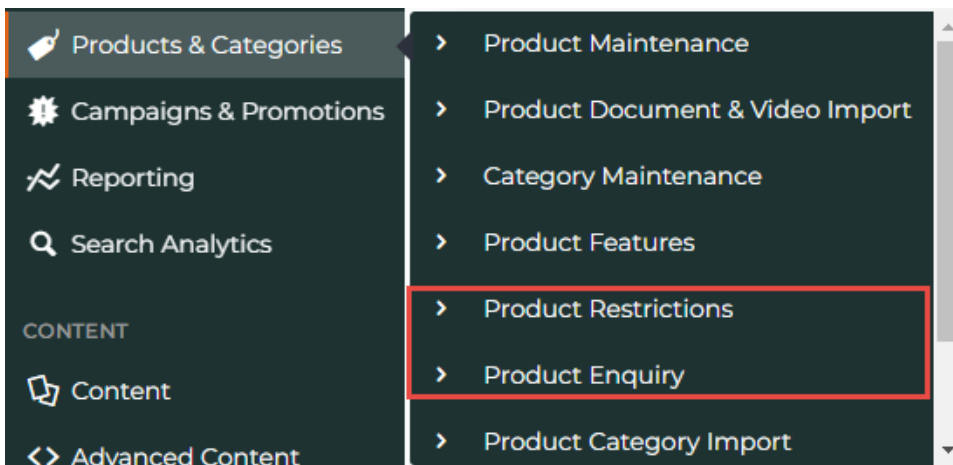 Products & Categories
Campaigns & Promotions
Reporting
Search Analytics
CONTENT
Content
Advanced Content
Product Maintenance
Product Document & Video Import
Category Maintenance
Product Features
Product Restrictions
Product Enquiry
Product Category Import